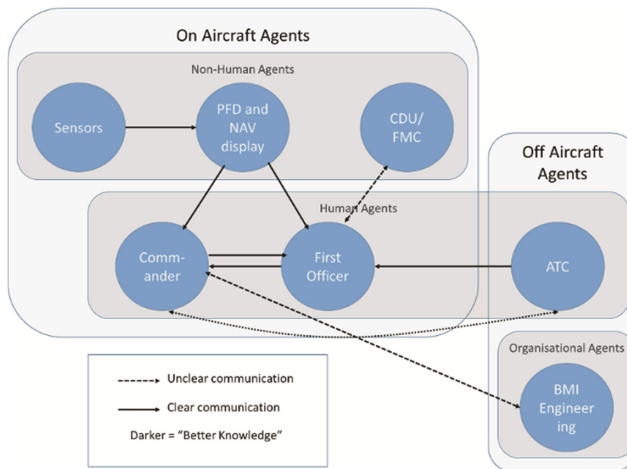 On Aircraft Agents
Non-Human Agents
Sensors
PFD and
NAV
display
CDU/
FMC
Off Aircraft
Agents
Human Agents
Comm-
ander
First
Officer
ATC
Organisational Agents
BMI
Engineer
ing
Unclear communication
Clear communication
Darker = “Better Knowledge”